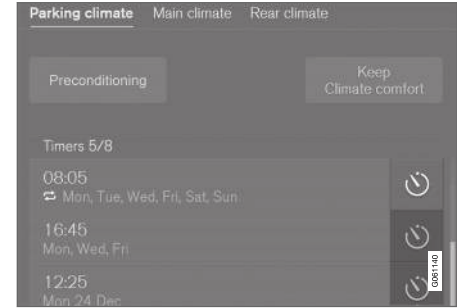 Parking climate Main climate Rear climate
Preconditioning
Keep
Climate comfort
Timers 5/8
08:05
Mon, Tue, Wed, Fri, Sat, Sun
16:45
Mon, Wed, Fri
12:25
Mon 24 Dec
G061140